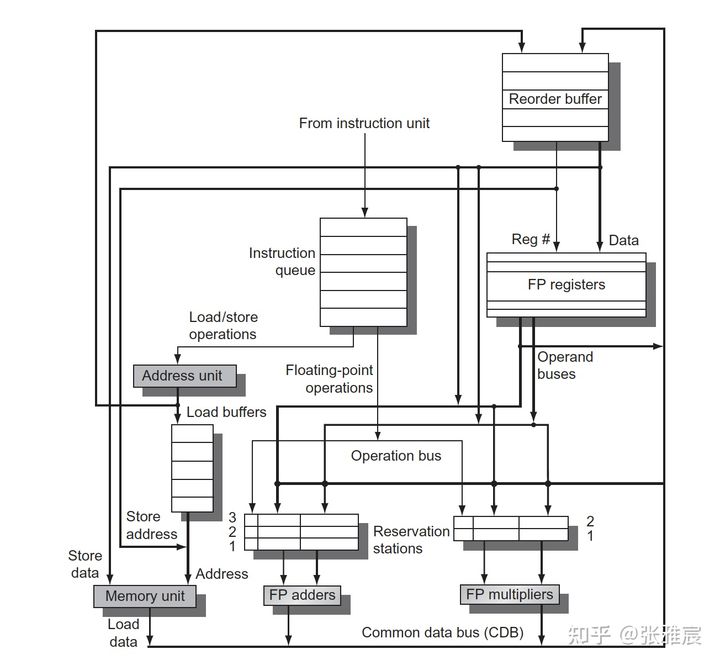 Reorder buffer
From instruction unit
Reg #
Data
Instruction
queue
FP registers
Load/store
operations
Operand
buses
Floating-point
operations
Address unit
Load buffers
Operation bus
Store
address
3
2
1
Reservation
stations
2
1
Store
data
Address
Memory unit
FP adders
FP multipliers
Load
data
Common data bus (CDB)
知乎 @张雅宸